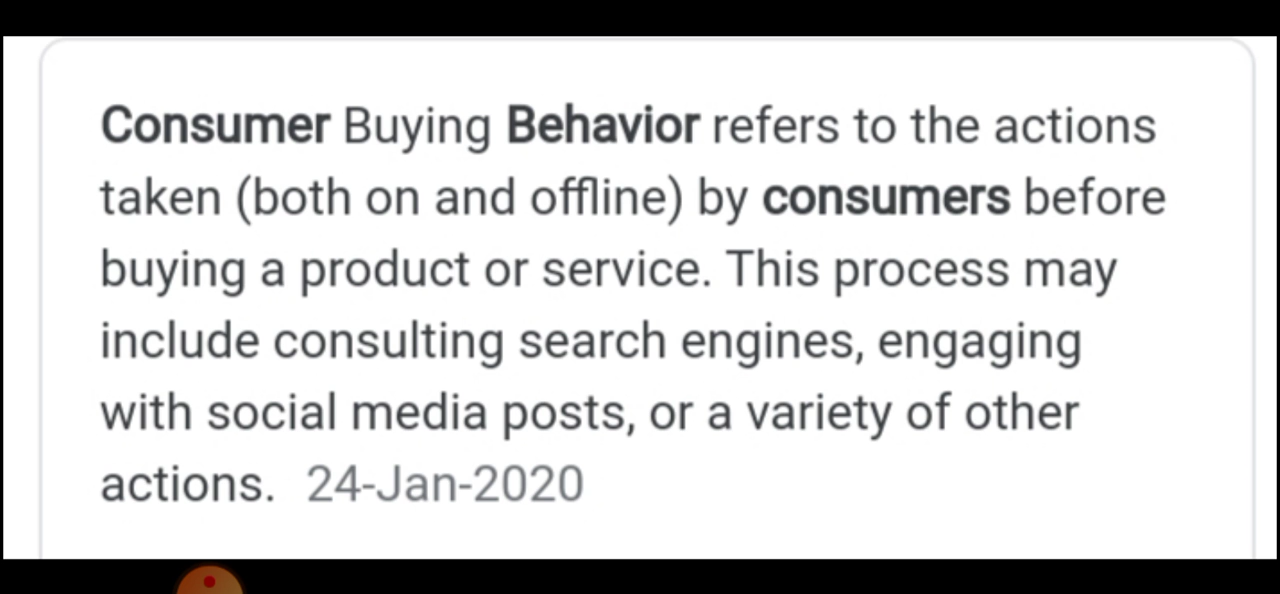 Consumer Buying Behavior refers to the actions
taken (both on and offline) by consumers before
buying a product or service. This process may
include consulting search engines, engaging
with social media posts, or a variety of other
actions. 24-Jan-2020